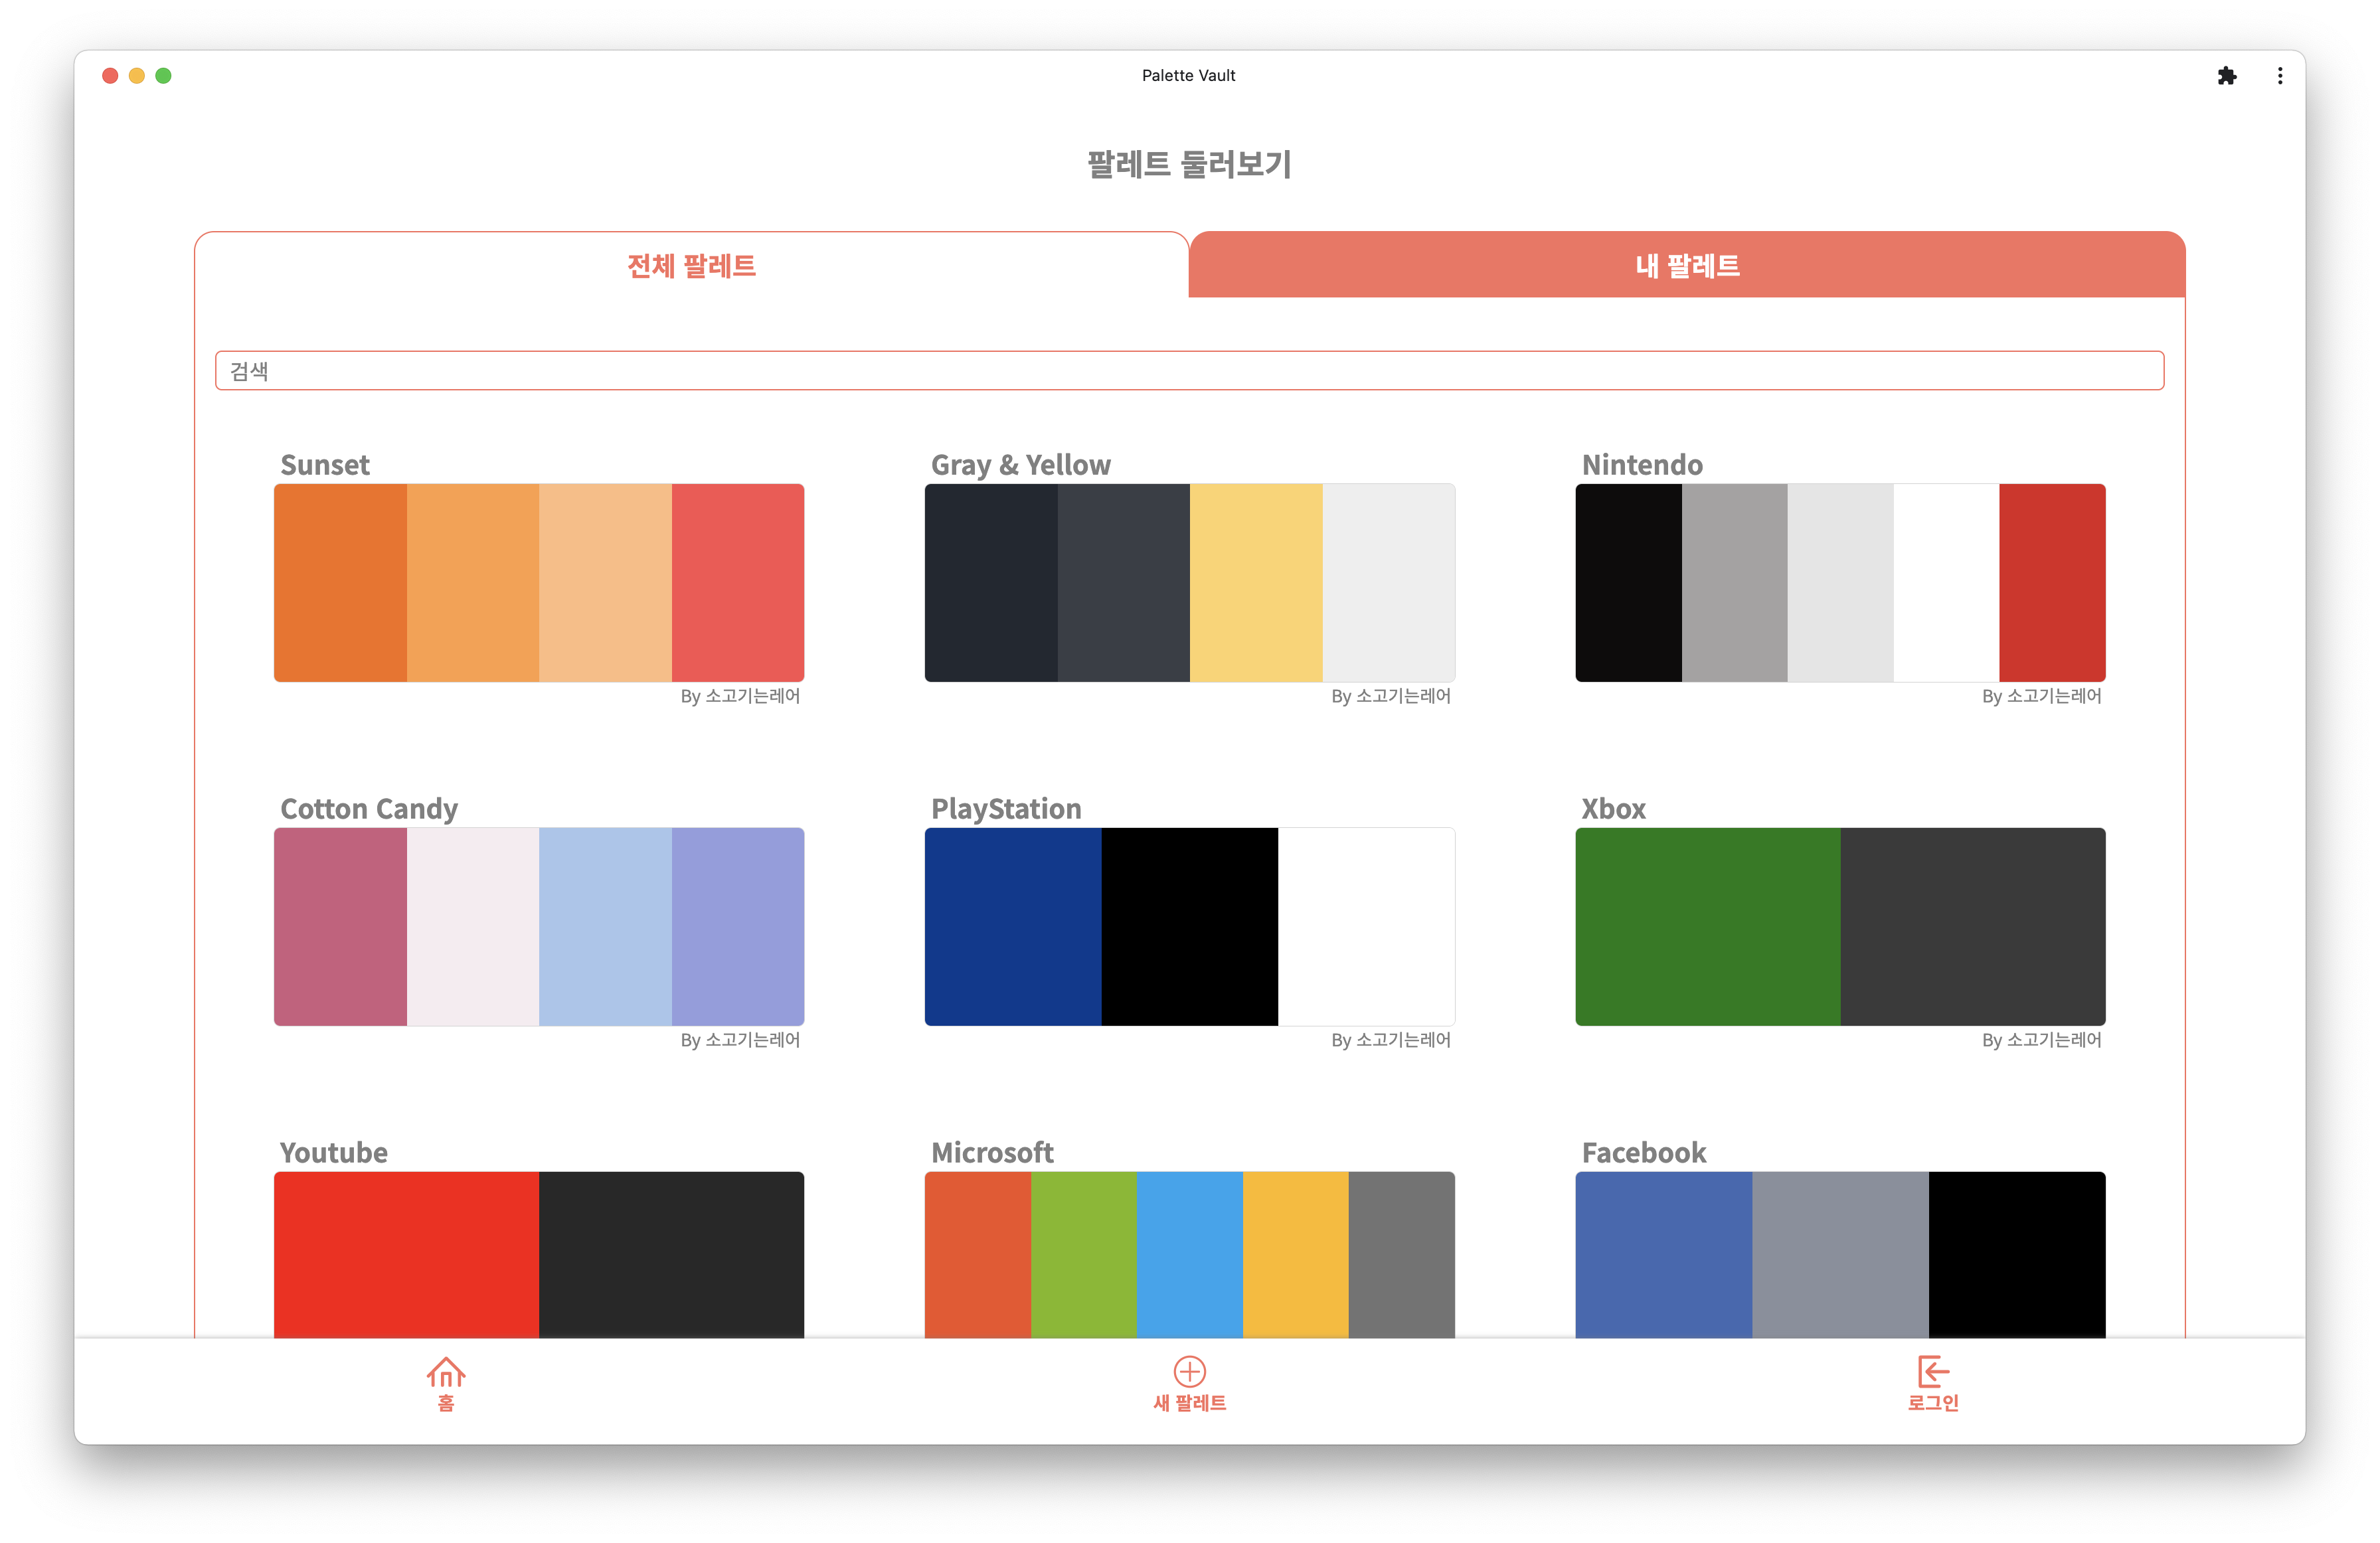 Palette Vault
팔레트 둘러보기
전체 팔레트
내 팔레트
검색
Sunset
Gray & Yellow
Nintendo
By 소고기는레어
By 소고기는레어
By 소고기는레어
Cotton Candy
PlayStation
Xbox
By 소고기는레어
By 소고기는레어
By 소고기는레어
Youtube
Microsoft
Facebook
홈
새 팔레트
로그인